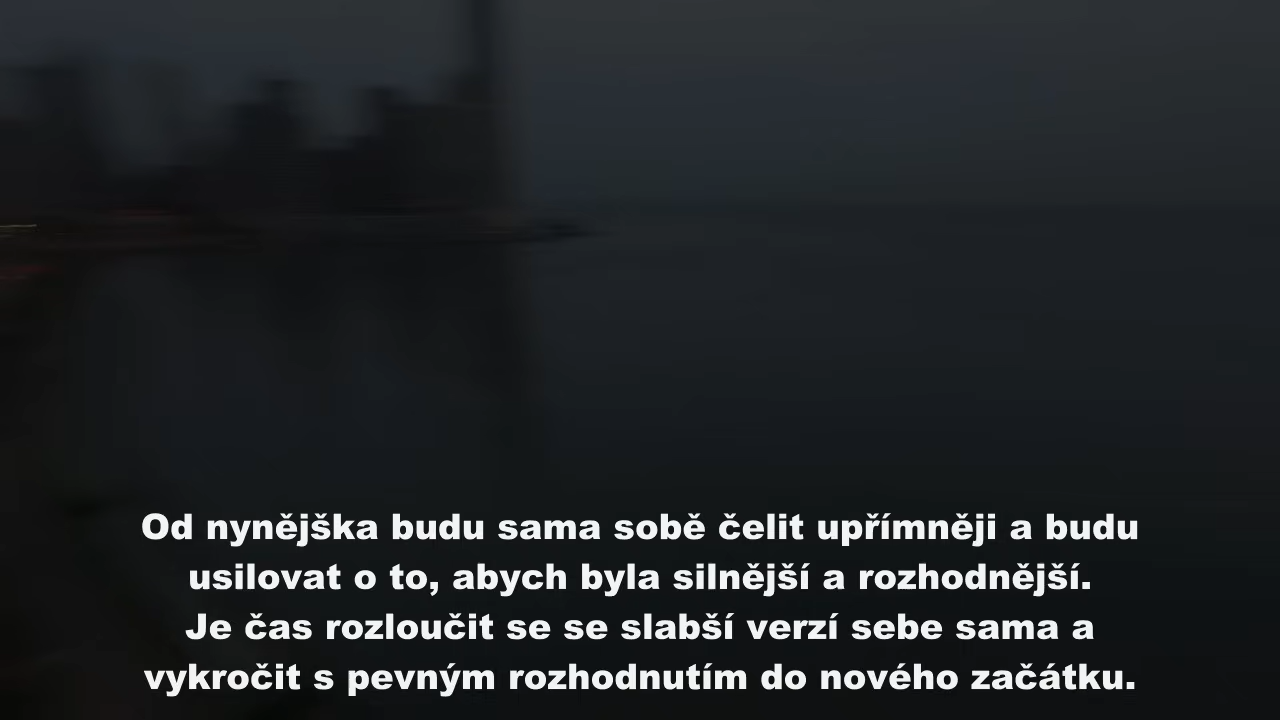 Od nynějška budu sama sobě čelit upřímněji a budu
usilovat o to, abych byla silnější a rozhodnější.
Je čas rozloučit se se slabší verzí sebe sama a
vykročit s pevným rozhodnutím do nového začátku.